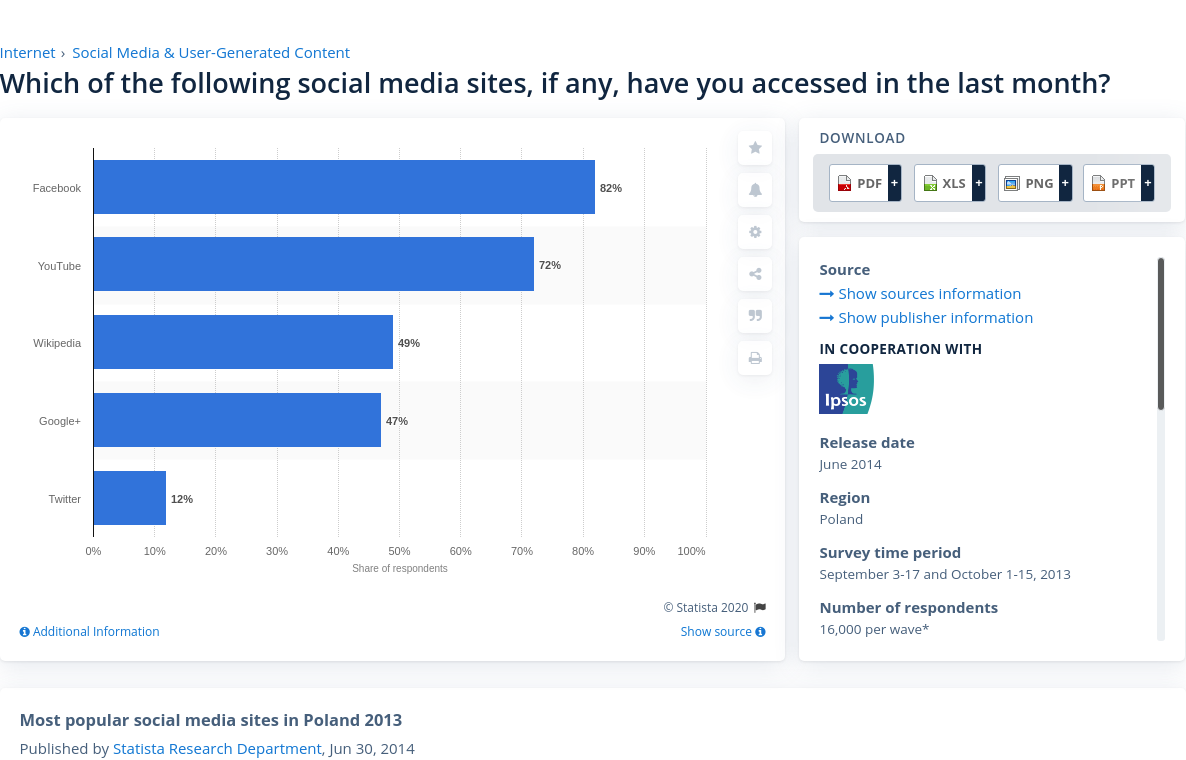 Internet › Social Media & User-Generated Content
Which of the following social media sites, if any, have you accessed in the last month?
Facebook 82%
YouTube 72%
Wikipedia 49%
Google+ 47%
Twitter 12%
0% 10% 20% 30% 40% 50% 60% 70% 80% 90% 100%
Share of respondents
© Statista 2020
Additional Information
Show source
DOWNLOAD
PDF + XLS + PNG + PPT +
Source
Show sources information
Show publisher information
IN COOPERATION WITH
Ipsos
Release date
June 2014
Region
Poland
Survey time period
September 3-17 and October 1-15, 2013
Number of respondents
16,000 per wave*
Most popular social media sites in Poland 2013
Published by Statista Research Department, Jun 30, 2014